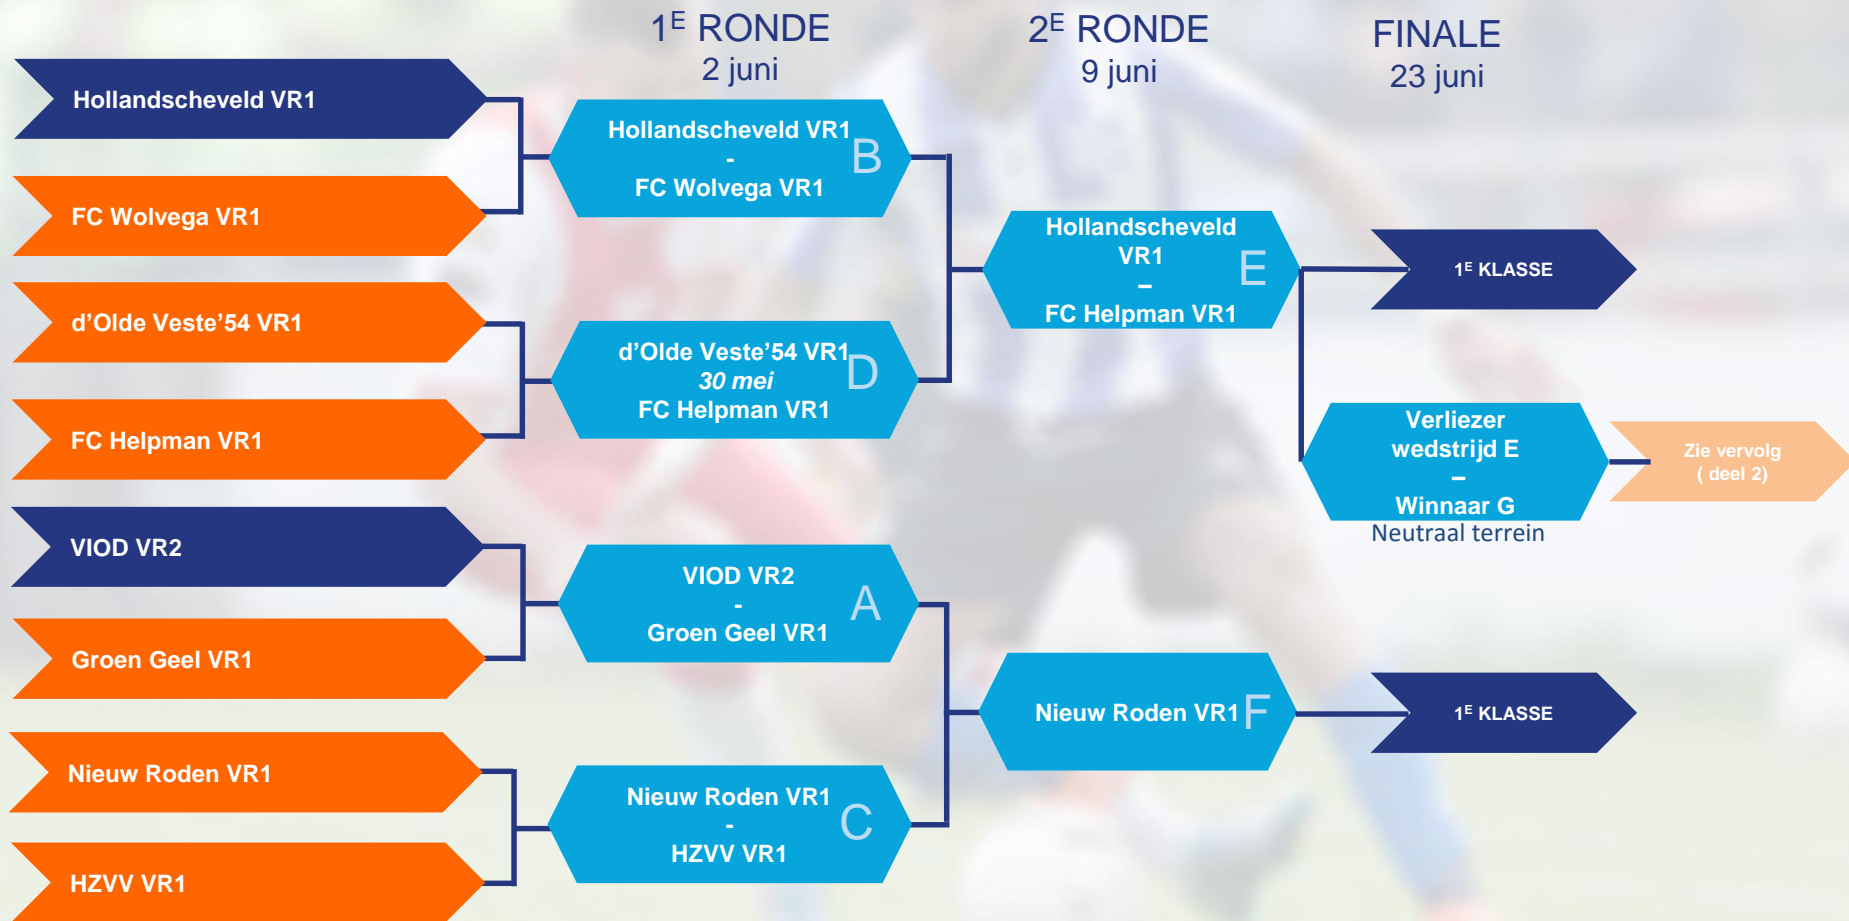 1E RONDE
2 juni
2E RONDE
9 juni
FINALE
23 juni
Hollandscheveld VR1
FC Wolvega VR1
d’Olde Veste’54 VR1
FC Helpman VR1
VIOD VR2
Groen Geel VR1
Nieuw Roden VR1
HZVV VR1
Hollandscheveld VR1
-
FC Wolvega VR1
B
d’Olde Veste’54 VR1
30 mei
FC Helpman VR1
D
VIOD VR2
-
Groen Geel VR1
A
Nieuw Roden VR1
-
HZVV VR1
C
Hollandscheveld
VR1
–
FC Helpman VR1
E
Nieuw Roden VR1
F
1E KLASSE
Verliezer
wedstrijd E
–
Winnaar G
Neutraal terrein
Zie vervolg
( deel 2)
1E KLASSE